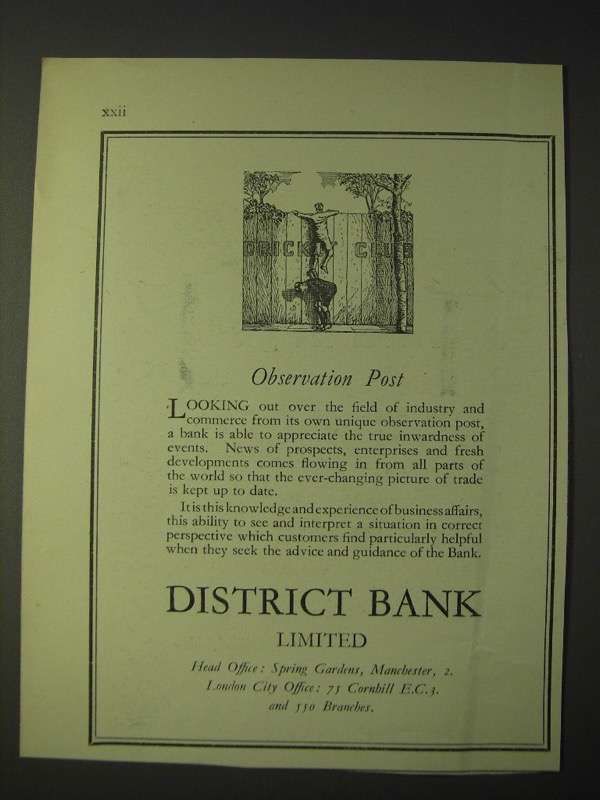 xxii
CRICKET CLUB
Observation Post
LOOKING out over the field of industry and
commerce from its own unique observation post,
a bank is able to appreciate the true inwardness of
events. News of prospects, enterprises and fresh
developments comes flowing in from all parts of
the world so that the ever-changing picture of trade
is kept up to date.
It is this knowledge and experience of business affairs,
this ability to see and interpret a situation in correct
perspective which customers find particularly helpful
when they seek the advice and guidance of the Bank.
DISTRICT BANK
LIMITED
Head Office: Spring Gardens, Manchester, 2.
London City Office: 75 Cornhill E.C.3.
and 550 Branches.